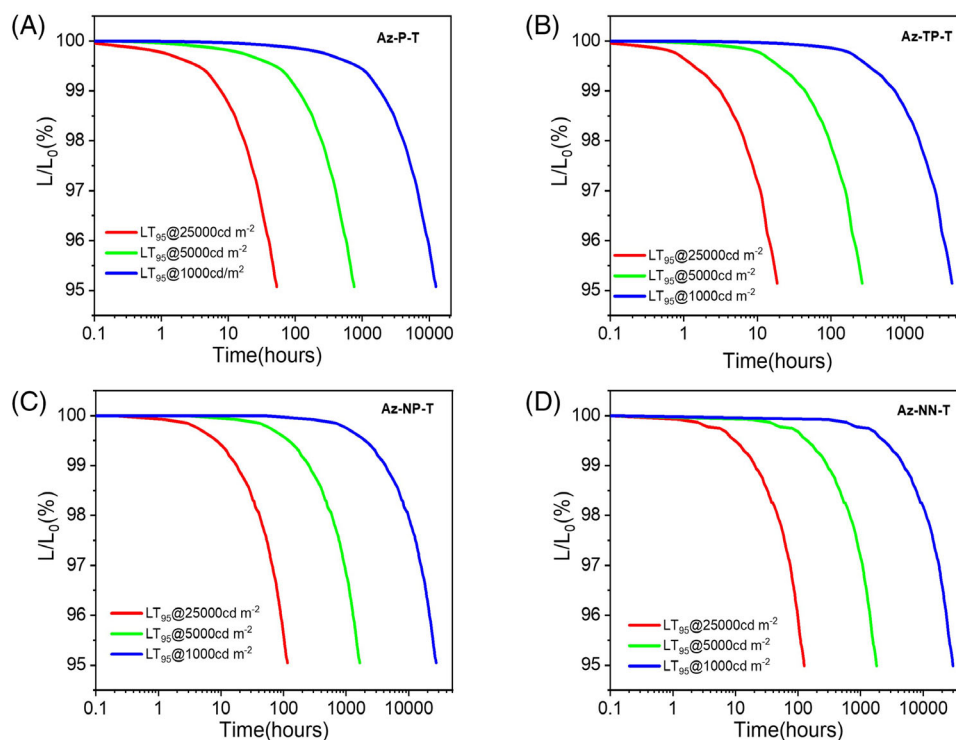 (A)
Az-P-T
L/L₀(%)
100
99
98
97
96
95
LT₉₅@25000cd m⁻²
LT₉₅@5000cd m⁻²
LT₉₅@1000cd/m²
0.1 1 10 100 1000 10000
Time(hours)
(B)
Az-TP-T
L/L₀(%)
100
99
98
97
96
95
LT₉₅@25000cd m⁻²
LT₉₅@5000cd m⁻²
LT₉₅@1000cd m⁻²
0.1 1 10 100 1000
Time(hours)
(C)
Az-NP-T
L/L₀(%)
100
99
98
97
96
95
LT₉₅@25000cd m⁻²
LT₉₅@5000cd m⁻²
LT₉₅@1000cd m⁻²
0.1 1 10 100 1000 10000
Time(hours)
(D)
Az-NN-T
L/L₀(%)
100
99
98
97
96
95
LT₉₅@25000cd m⁻²
LT₉₅@5000cd m⁻²
LT₉₅@1000cd m⁻²
0.1 1 10 100 1000 10000
Time(hours)